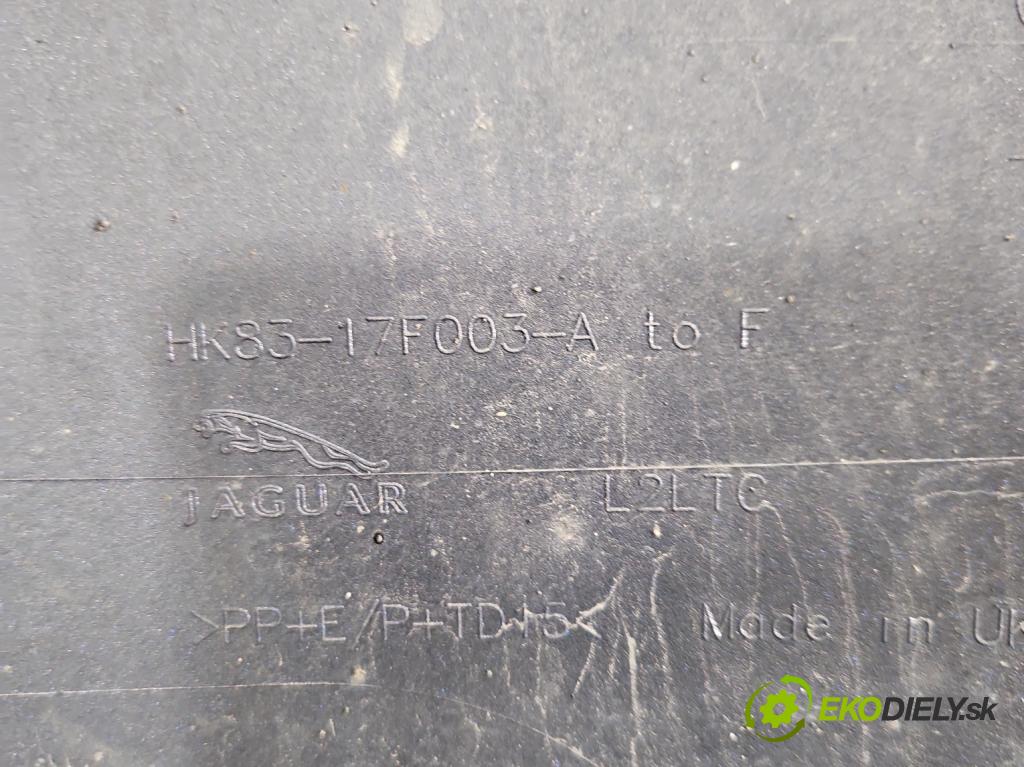 HK83-17F003-A to F
JAGUAR L2LTC
>PP+E/P+TD15< Made in UK
EKODIELY.sk